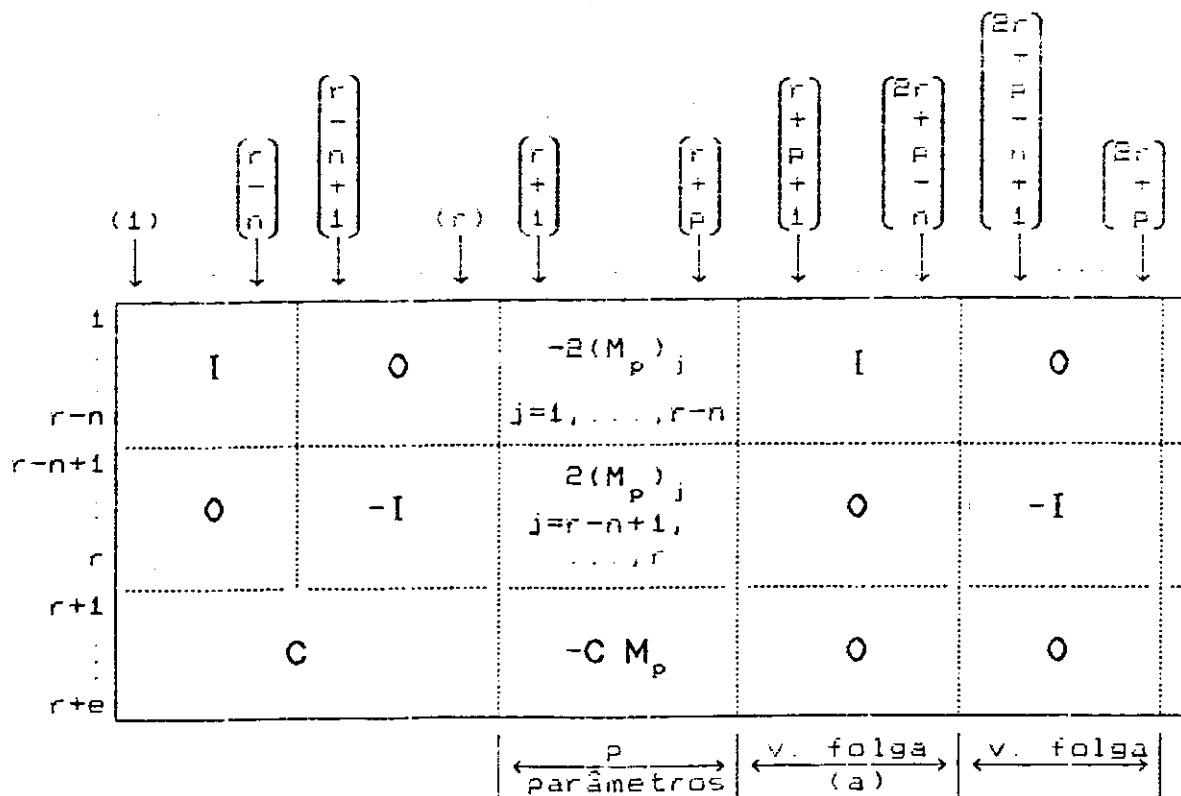 (1) (r-n) (r-n+1) (r) (r+1) (r+p) (r+p+1) (2r+p-n) (2r+p-n+1) (2r+p)
1
I O -2(M_p)_j I O
.
r-n j=1,...,r-n
r-n+1
2(M_p)_j
: O -I j=r-n+1, O -I
r ...,r
r+1
: C -C M_p O O
r+e
p v. folga v. folga
parâmetros (a)